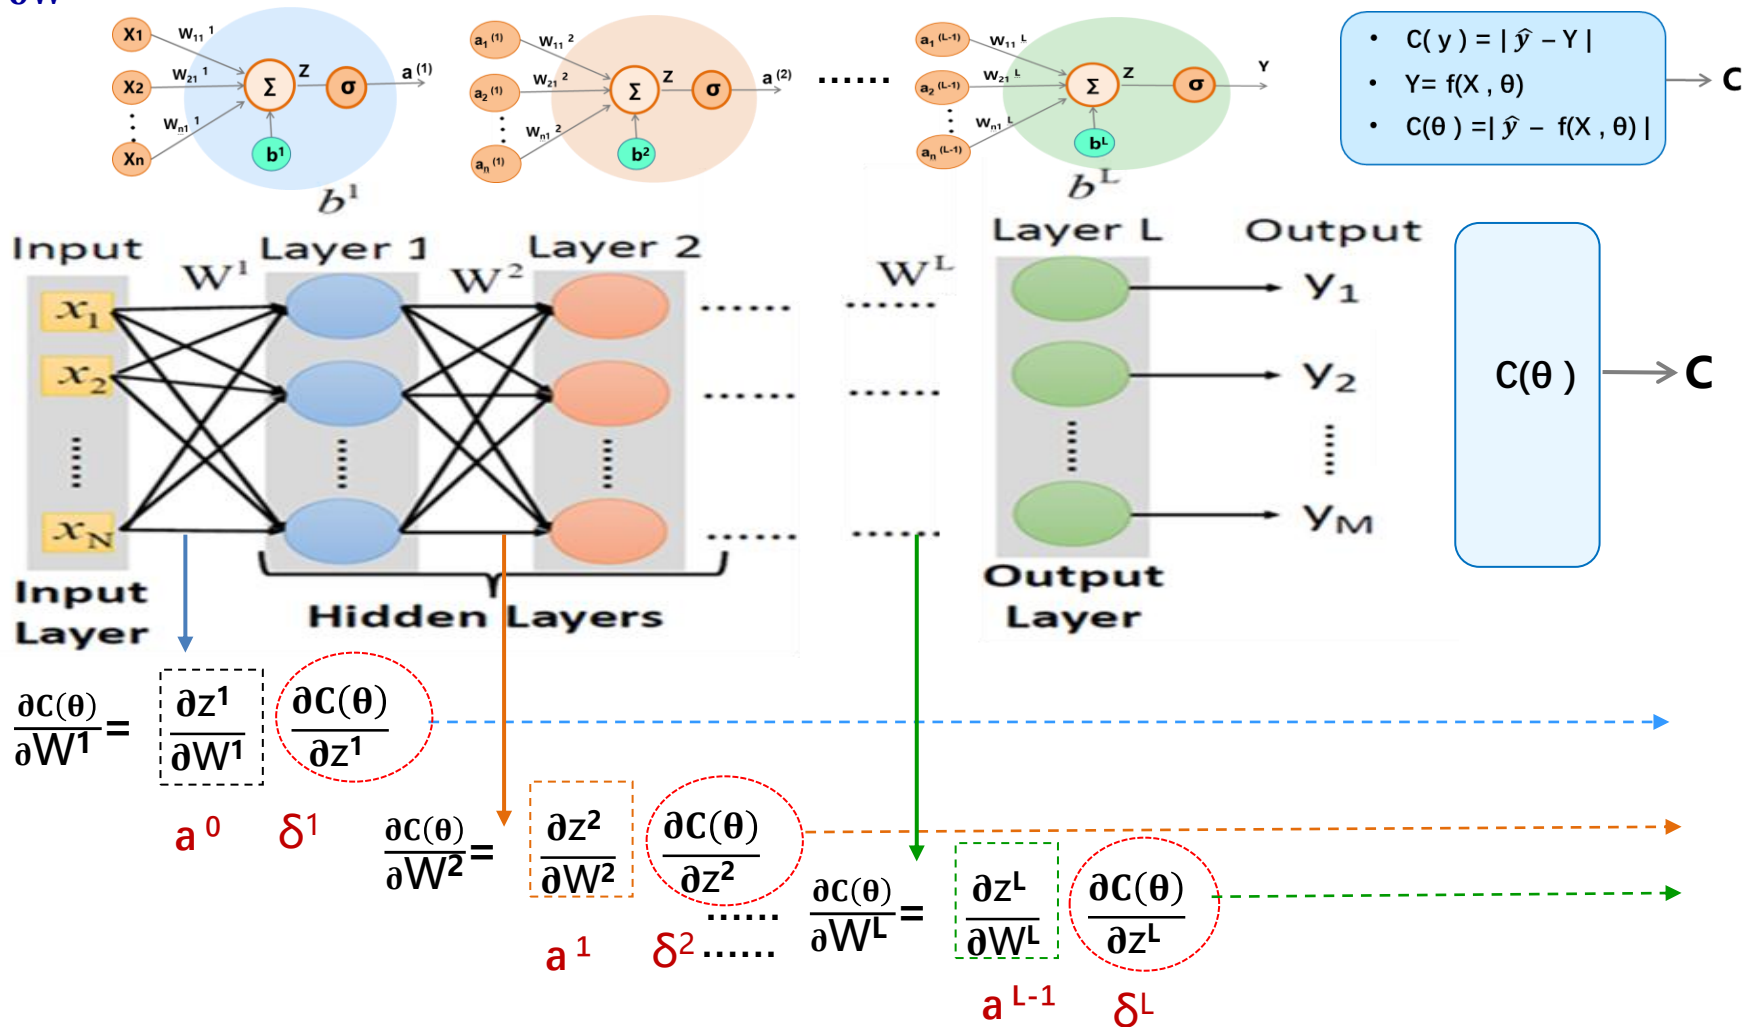 X1
X2
Xn
W11 1
W21 1
Wn1 1
Σ
Z
σ
a (1)
b1
a1 (1)
a2 (1)
an (1)
W11 2
W21 2
Wn1 2
Σ
Z
σ
a (2)
b2
......
a1 (L-1)
a2 (L-1)
an (L-1)
W11 L
W21 L
Wn1 L
Σ
Z
σ
Y
bL
• C( y ) = | ŷ – Y |
• Y= f(X , θ)
• C(θ ) =| ŷ – f(X , θ) |
C
b1
bL
Input
Layer 1
Layer 2
Layer L
Output
W1
W2
WL
x1
x2
xN
y1
y2
yM
C(θ )
C
Input
Layer
Hidden Layers
Output
Layer
∂C(θ)/∂W1 = ∂z1/∂W1 ∂C(θ)/∂z1
a 0 δ1
∂C(θ)/∂W2 = ∂z2/∂W2 ∂C(θ)/∂z2
a 1 δ2
......
......
∂C(θ)/∂WL = ∂zL/∂WL ∂C(θ)/∂zL
a L-1 δL